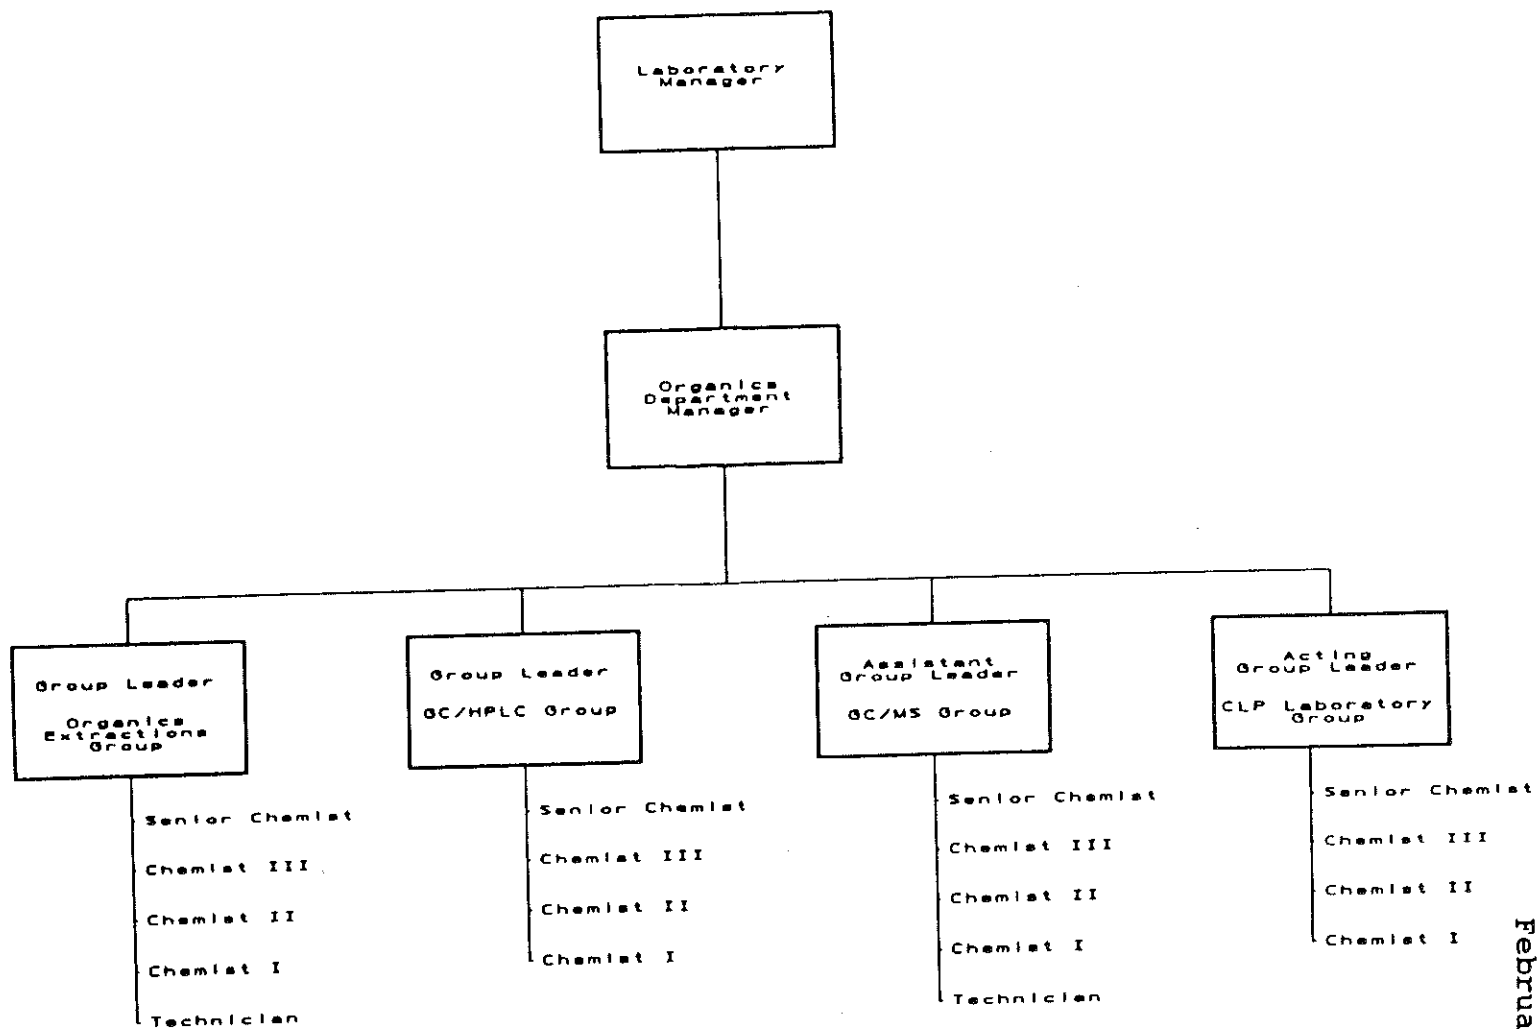 Laboratory
Manager
Organics
Department
Manager
Group Leader
Organics
Extractions
Group
Group Leader
GC/HPLC Group
Assistant
Group Leader
GC/MS Group
Acting
Group Leader
CLP Laboratory
Group
Senior Chemist
Chemist III
Chemist II
Chemist I
Technician
Senior Chemist
Chemist III
Chemist II
Chemist I
Senior Chemist
Chemist III
Chemist II
Chemist I
Technician
Senior Chemist
Chemist III
Chemist II
Chemist I
Februa